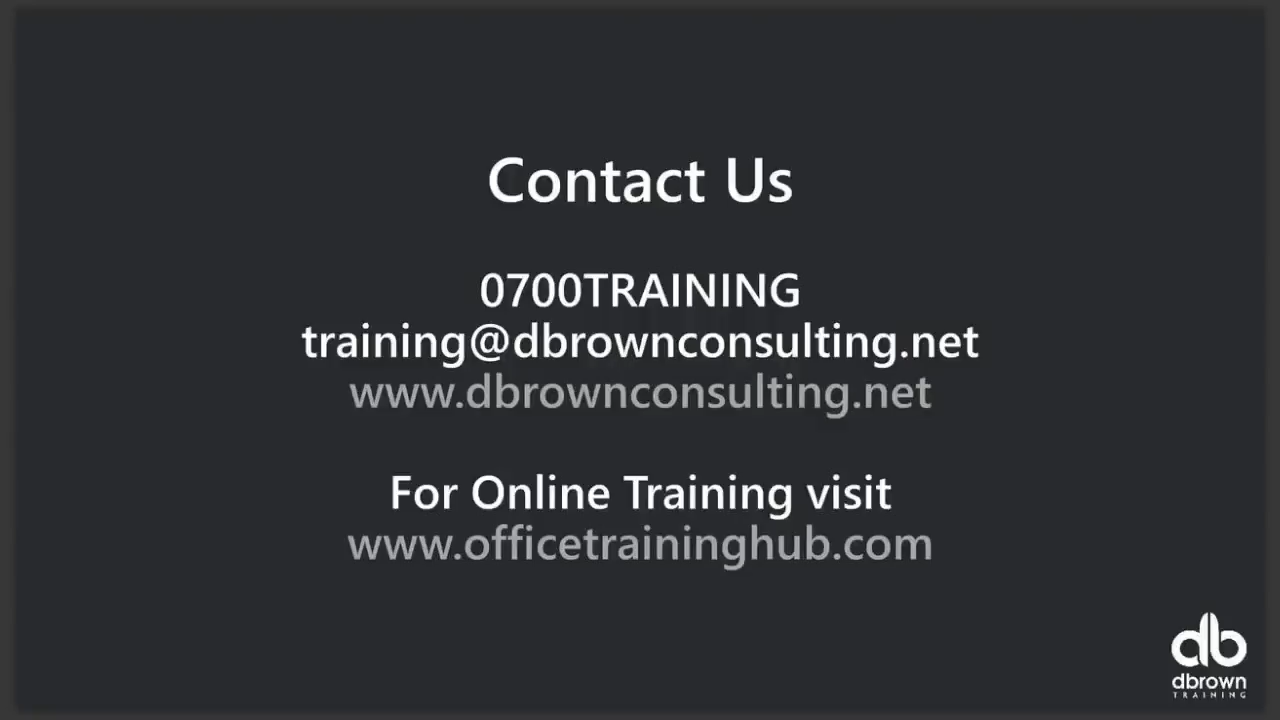 Contact Us
0700TRAINING
training@dbrownconsulting.net
www.dbrownconsulting.net
For Online Training visit
www.officetraininghub.com
db
dbrown
TRAINING